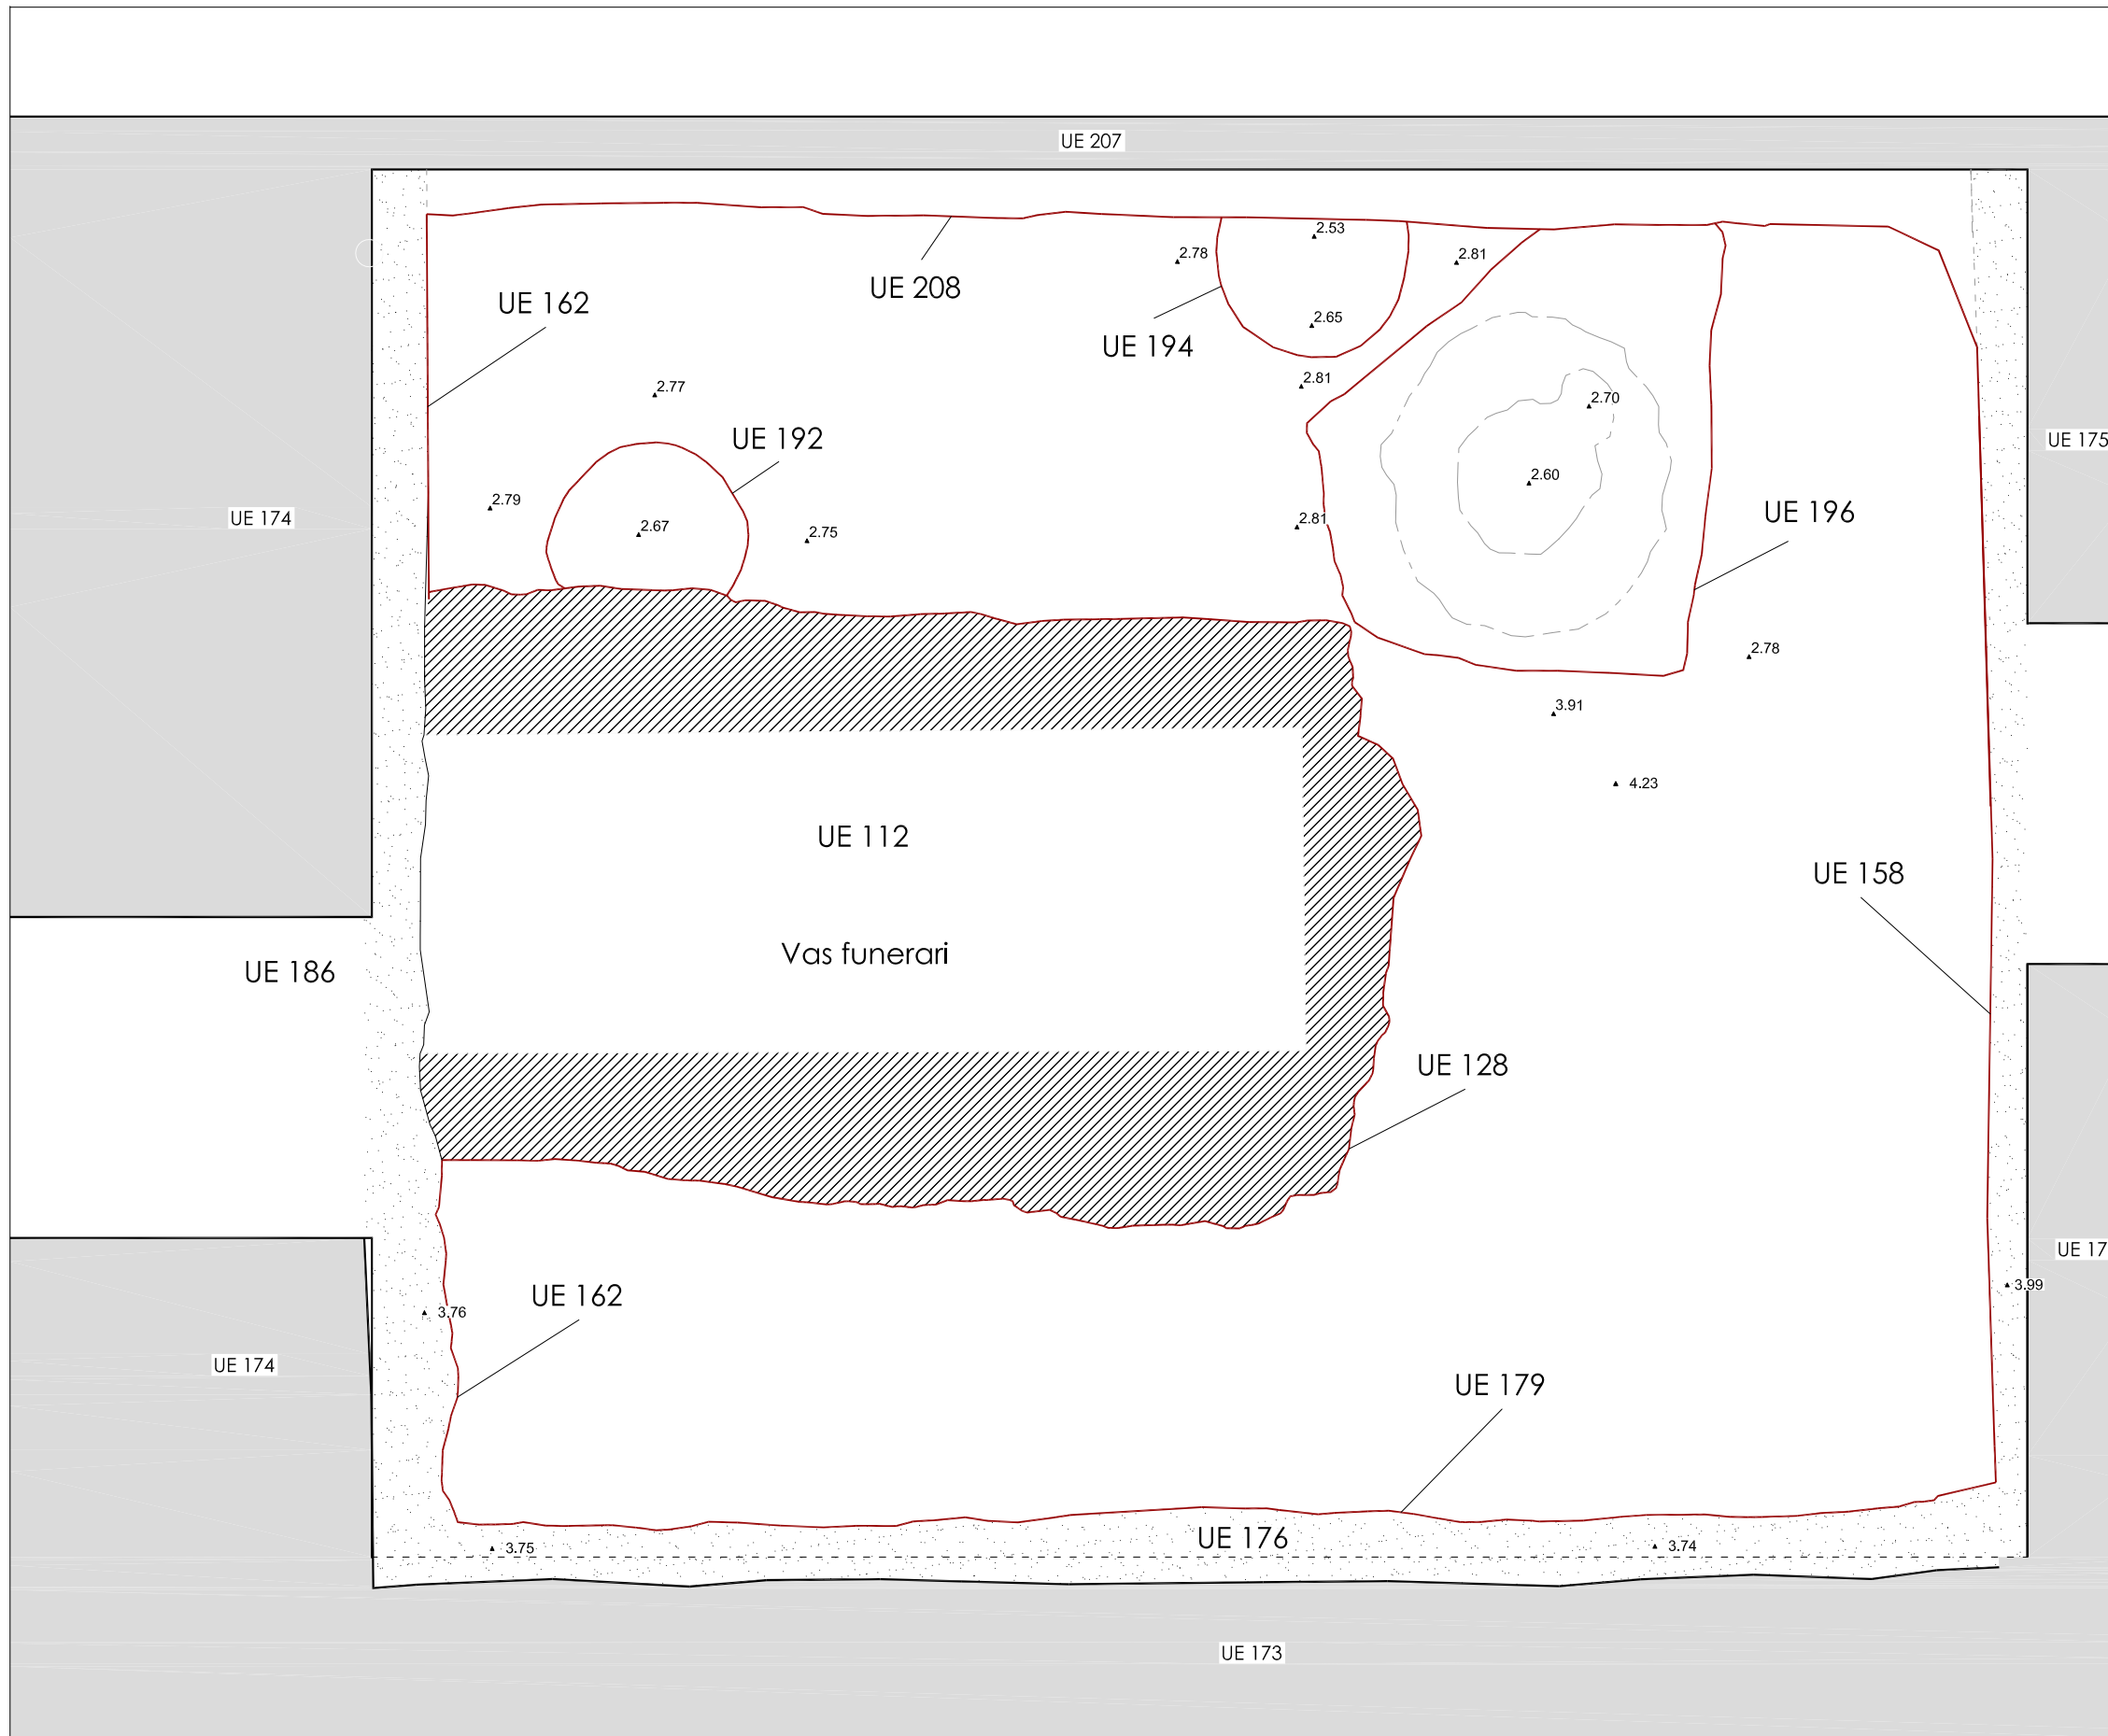 UE 207
2.53
2.78
2.81
UE 208
UE 162
2.65
UE 194
2.81
2.77
2.70
UE 192
UE 175
2.60
2.79
UE 196
UE 174
2.81
2.67
2.75
2.78
3.91
4.23
UE 112
UE 158
Vas funerari
UE 186
UE 128
UE 17
3.99
UE 162
3.76
UE 174
UE 179
UE 176
3.75
3.74
UE 173